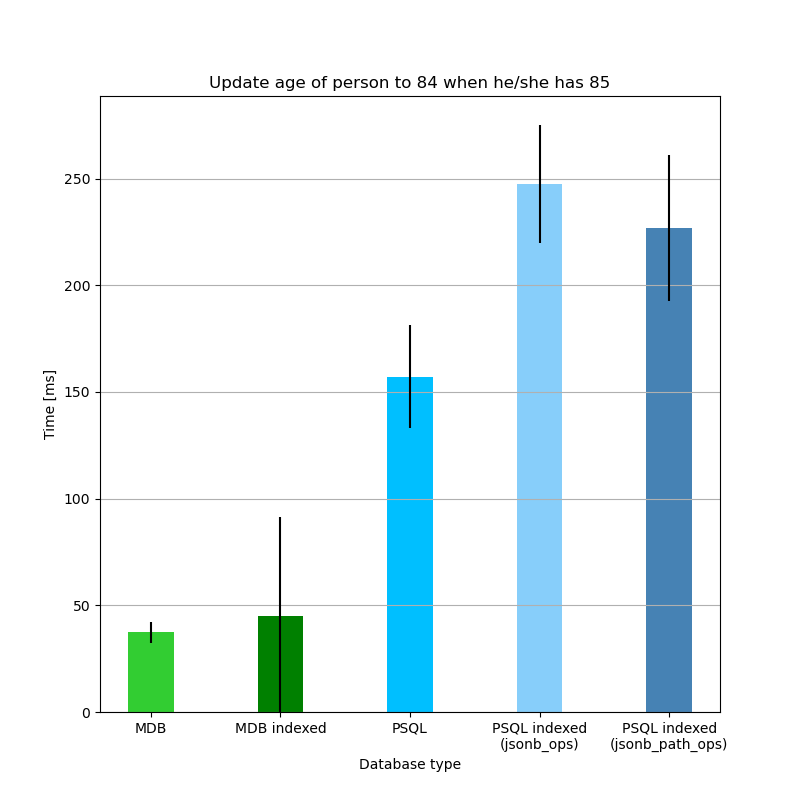 Update age of person to 84 when he/she has 85
Time [ms]
250
200
150
100
50
0
MDB
MDB indexed
PSQL
PSQL indexed
(jsonb_ops)
PSQL indexed
(jsonb_path_ops)
Database type